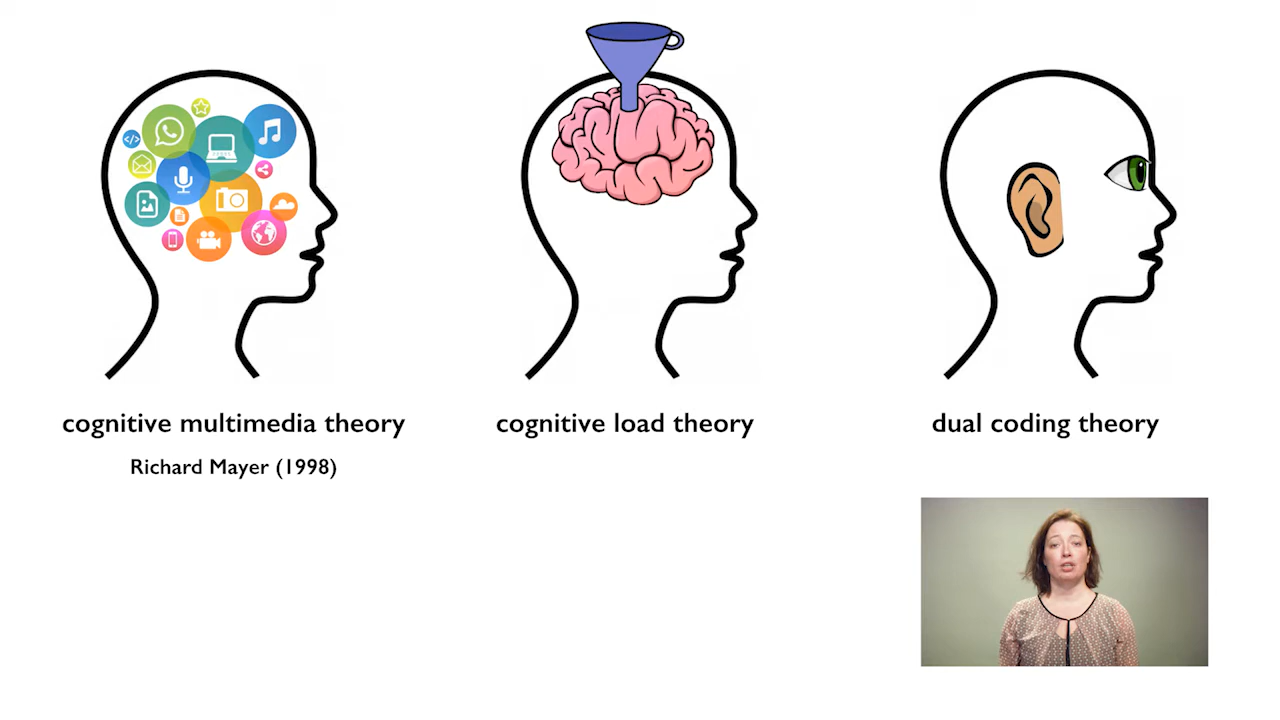 cognitive multimedia theory
Richard Mayer (1998)
cognitive load theory
dual coding theory